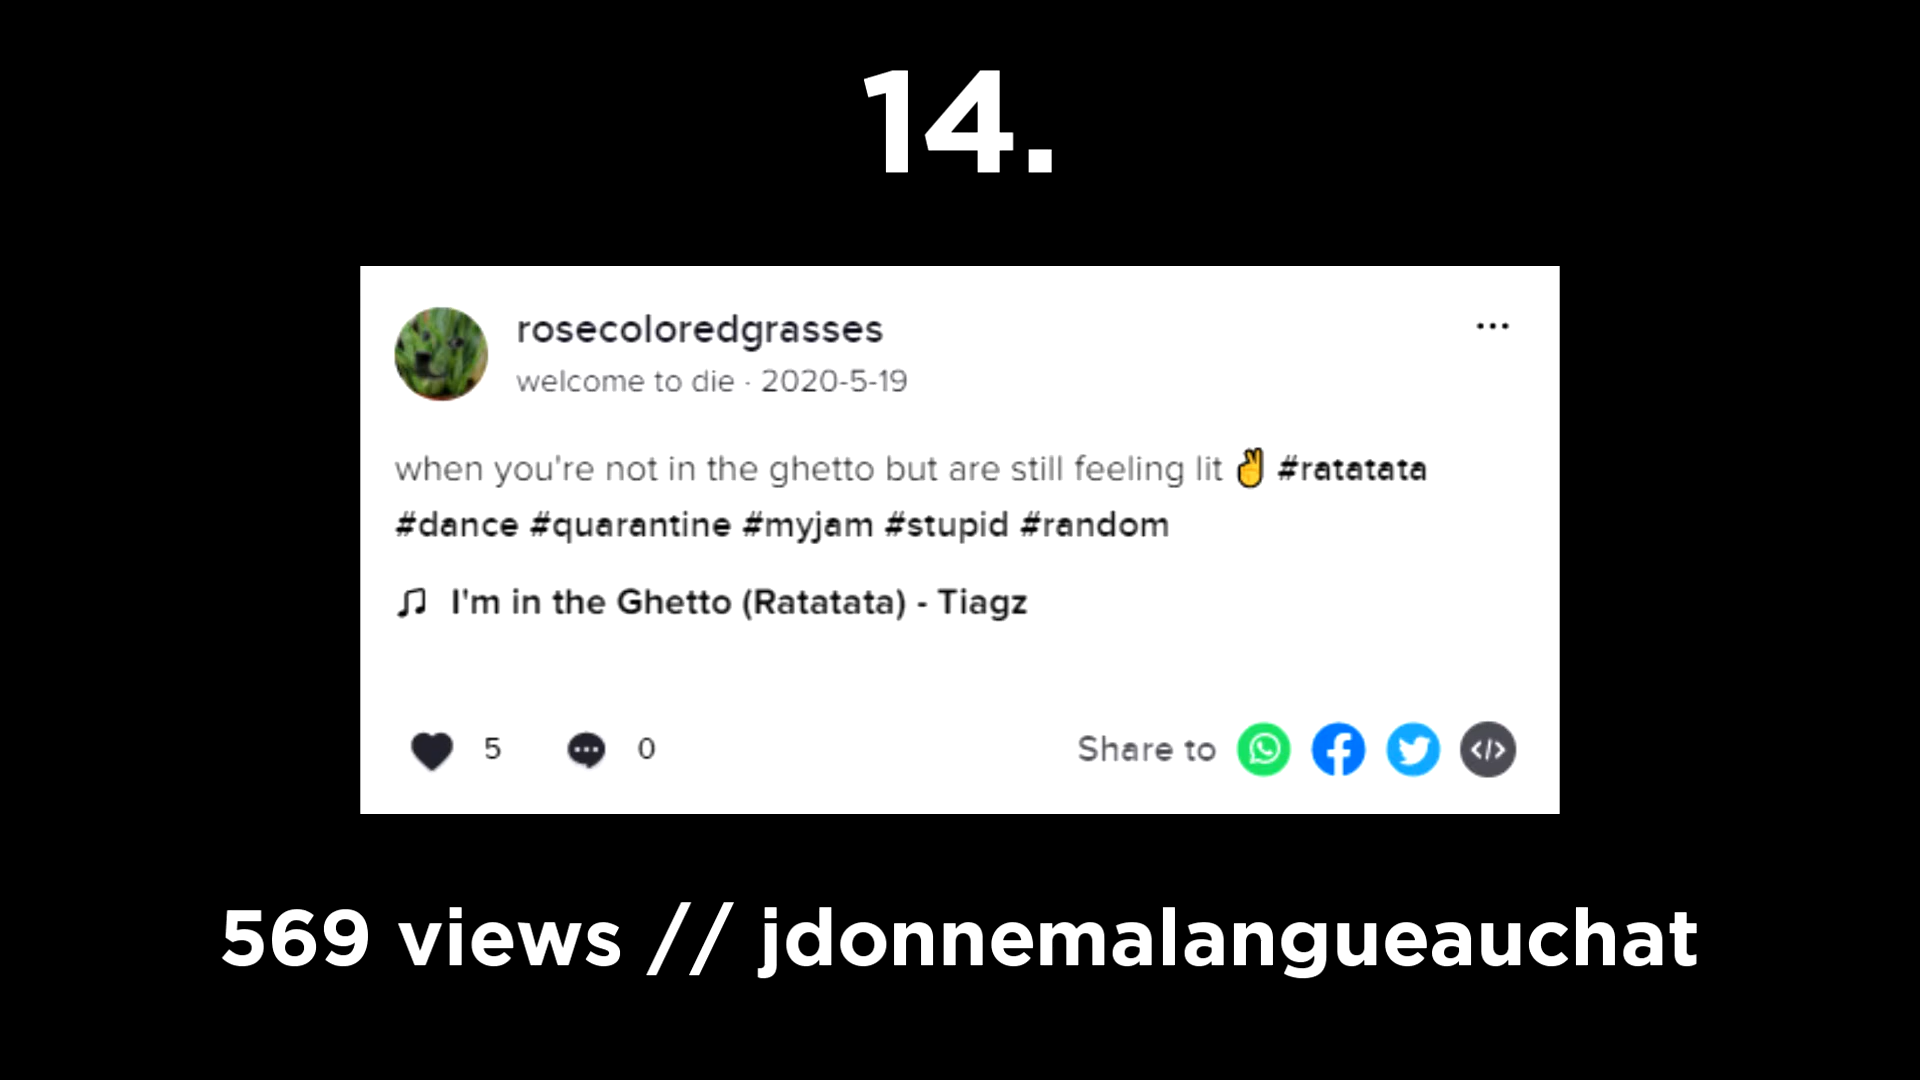 14.
rosecoloredgrasses
...
welcome to die · 2020-5-19
when you're not in the ghetto but are still feeling lit ✌️ #ratatata
#dance #quarantine #myjam #stupid #random
♫ I'm in the Ghetto (Ratatata) - Tiagz
5 0 Share to </>
569 views // jdonnemalangueauchat